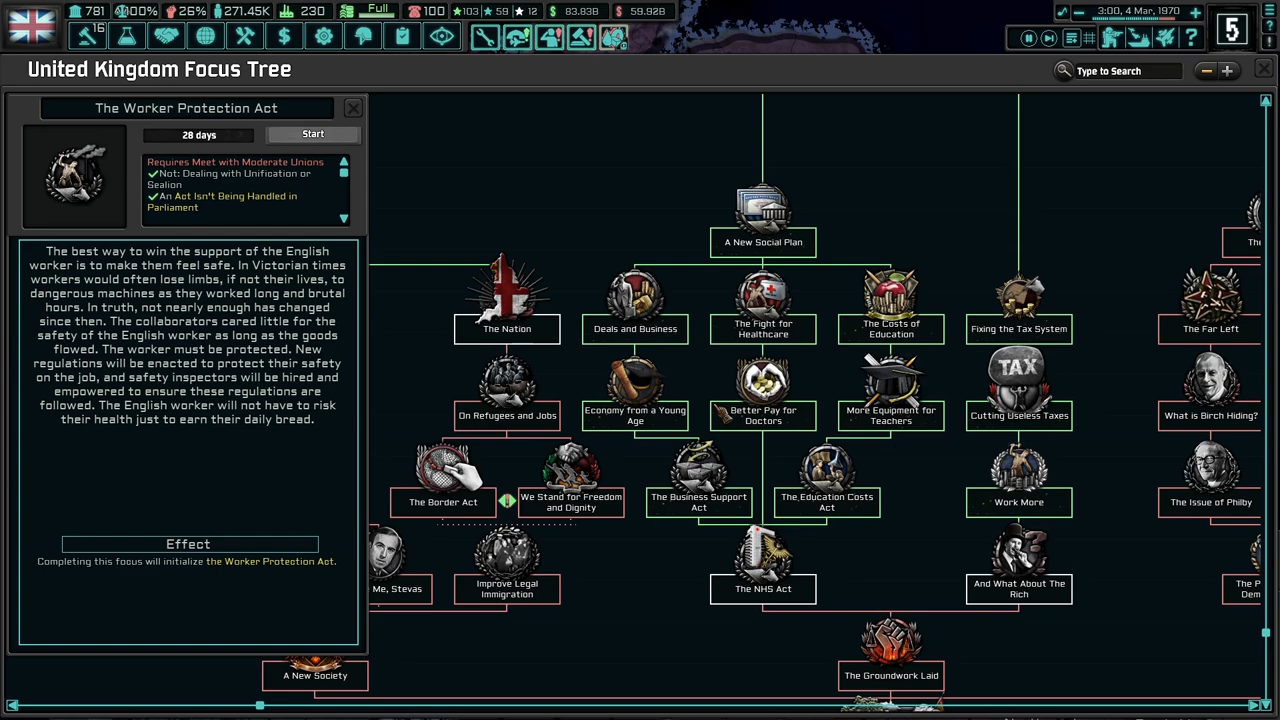 781
100%
26%
271.45K
230
Full
100
103
59
12
83.83B
59.92B
3:00, 4 Mar, 1970
5
16
United Kingdom Focus Tree
Type to Search
The Worker Protection Act
28 days
Start
Requires Meet with Moderate Unions
Not: Dealing with Unification or
Sealion
An Act Isn't Being Handled in
Parliament
The best way to win the support of the English
worker is to make them feel safe. In Victorian times
workers would often lose limbs, if not their lives, to
dangerous machines as they worked long and brutal
hours. In truth, not nearly enough has changed
since then. The collaborators cared little for the
safety of the English worker as long as the goods
flowed. The worker must be protected. New
regulations will be enacted to protect their safety
on the job, and safety inspectors will be hired and
empowered to ensure these regulations are
followed. The English worker will not have to risk
their health just to earn their daily bread.
Effect
Completing this focus will initialize the Worker Protection Act.
A New Social Plan
The Nation
Deals and Business
The Fight for
Healthcare
The Costs of
Education
Fixing the Tax System
The Far Left
TAX
On Refugees and Jobs
Economy from a Young
Age
Better Pay for
Doctors
More Equipment for
Teachers
Cutting Useless Taxes
What is Birch Hiding?
The Border Act
We Stand for Freedom
and Dignity
The Business Support
Act
The Education Costs
Act
Work More
The Issue of Philby
Me, Stevas
Improve Legal
Immigration
The NHS Act
And What About The
Rich
The P
Dem
A New Society
The Groundwork Laid